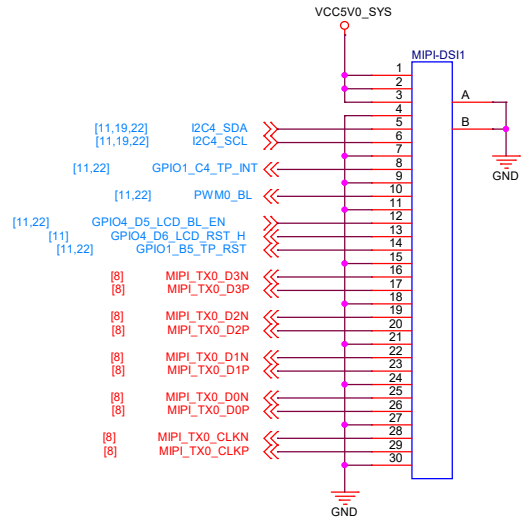 VCC5V0_SYS
MIPI-DSI1
1
2
3 A
4
[11,19,22] I2C4_SDA 5 B
[11,19,22] I2C4_SCL 6
7
[11,22] GPIO1_C4_TP_INT 8
GND
9
[11,22] PWM0_BL 10
11
[11,22] GPIO4_D5_LCD_BL_EN 12
[11] GPIO4_D6_LCD_RST_H 13
[11,22] GPIO1_B5_TP_RST 14
15
[8] MIPI_TX0_D3N 16
[8] MIPI_TX0_D3P 17
18
[8] MIPI_TX0_D2N 19
[8] MIPI_TX0_D2P 20
21
[8] MIPI_TX0_D1N 22
[8] MIPI_TX0_D1P 23
24
[8] MIPI_TX0_D0N 25
[8] MIPI_TX0_D0P 26
27
[8] MIPI_TX0_CLKN 28
[8] MIPI_TX0_CLKP 29
30
GND